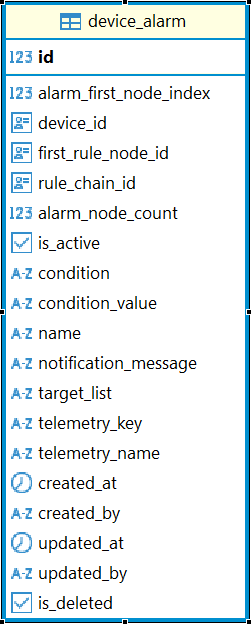 device_alarm
123 id
123 alarm_first_node_index
device_id
first_rule_node_id
rule_chain_id
123 alarm_node_count
is_active
A-Z condition
A-Z condition_value
A-Z name
A-Z notification_message
A-Z target_list
A-Z telemetry_key
A-Z telemetry_name
created_at
A-Z created_by
updated_at
A-Z updated_by
is_deleted